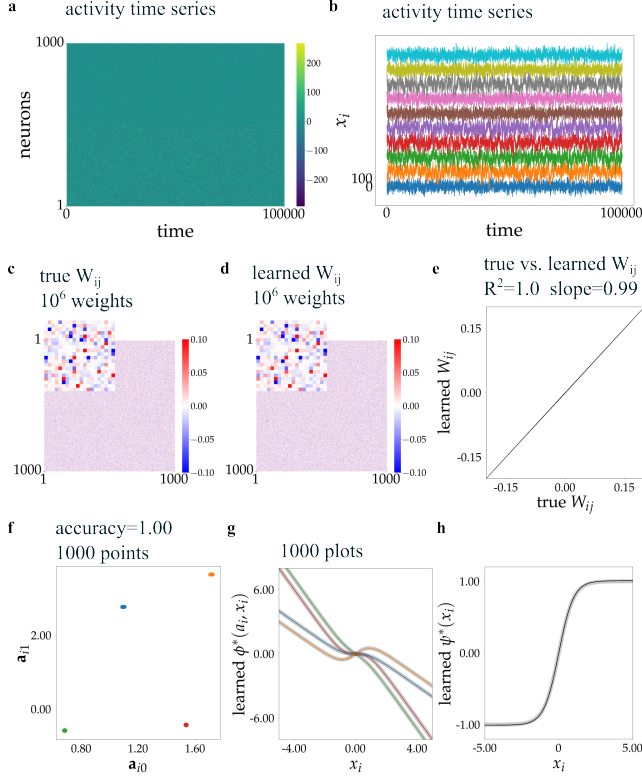 a
activity time series
1000
1
neurons
0
100000
time
200
100
0
−100
−200
x_i
b
activity time series
100
0
0
100000
time
c
true W_ij
10^6 weights
1
1000
1
1000
0.10
0.05
0.00
−0.05
−0.10
d
learned W_ij
10^6 weights
1
1000
1
1000
0.10
0.05
0.00
−0.05
−0.10
e
true vs. learned W_ij
R^2=1.0 slope=0.99
0.15
0.00
-0.15
learned W_ij
-0.15
0.00
0.15
true W_ij
f
accuracy=1.00
1000 points
2.00
0.00
a_i1
0.80
1.20
1.60
a_i0
g
1000 plots
6.00
0.00
-6.00
learned ϕ*(a_i, x_i)
-4.00
0.00
4.00
x_i
h
1.00
0.00
-1.00
learned ψ*(x_i)
-5.00
0.00
5.00
x_i